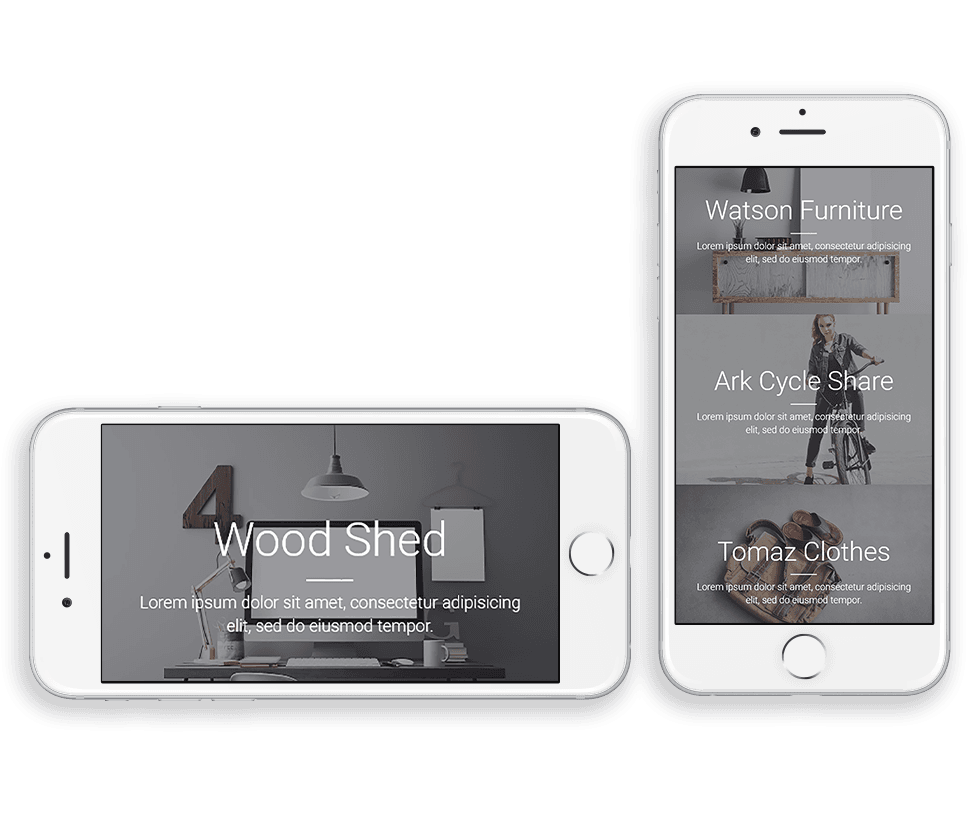 4
Wood Shed
Lorem ipsum dolor sit amet, consectetur adipisicing
elit, sed do eiusmod tempor.
Watson Furniture
Lorem ipsum dolor sit amet, consectetur adipisicing
elit, sed do eiusmod tempor.
Ark Cycle Share
Lorem ipsum dolor sit amet, consectetur adipisicing
elit, sed do eiusmod tempor.
Tomaz Clothes
Lorem ipsum dolor sit amet, consectetur adipisicing
elit, sed do eiusmod tempor.